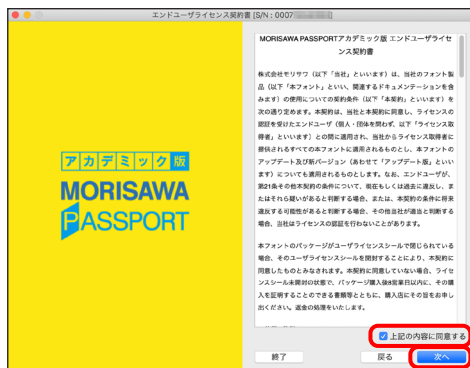 エンドユーザライセンス契約書 [S/N : 0007
アカデミック版
MORISAWA
PASSPORT
MORISAWA PASSPORTアカデミック版 エンドユーザライセ
ンス契約書
株式会社モリサワ（以下「当社」といいます）は、当社のフォント製
品（以下「本フォント」といい、関連するドキュメンテーションを含
みます）の使用についての契約条件（以下「本契約」といいます）を
次の通り定めます。本契約は、当社と本契約に同意し、ライセンスの
認証を受けたエンドユーザ（個人・団体を問わず、以下「ライセンス取
得者」といいます）との間に適用され、当社からライセンス取得者に
提供されるすべての本フォントに適用されるものとし、本フォントの
アップデート及び新バージョン（あわせて「アップデート版」といい
ます）についても適用されるものとします。なお、エンドユーザが、
第21条その他本契約の条件について、現在もしくは過去に違反し、ま
たはそれら疑いがあると判断する場合、または、本契約の条件に将来
違反する可能性があると判断する場合、その他当社が適当と判断する
場合、当社はライセンスの認証を行わないことがあります。
本フォントのパッケージがユーザライセンスシールで閉じられている
場合、そのユーザライセンスシールを開封することにより、本契約に
同意したものとみなされます。本契約に同意していない場合、ライセ
ンスシール未開封の状態で、パッケージ購入後8営業日以内に、その購
入を証明することのできる書類等とともに、購入店にその旨をお申し
出ください。返金の処理をいたします。
上記の内容に同意する
終了 戻る 次へ